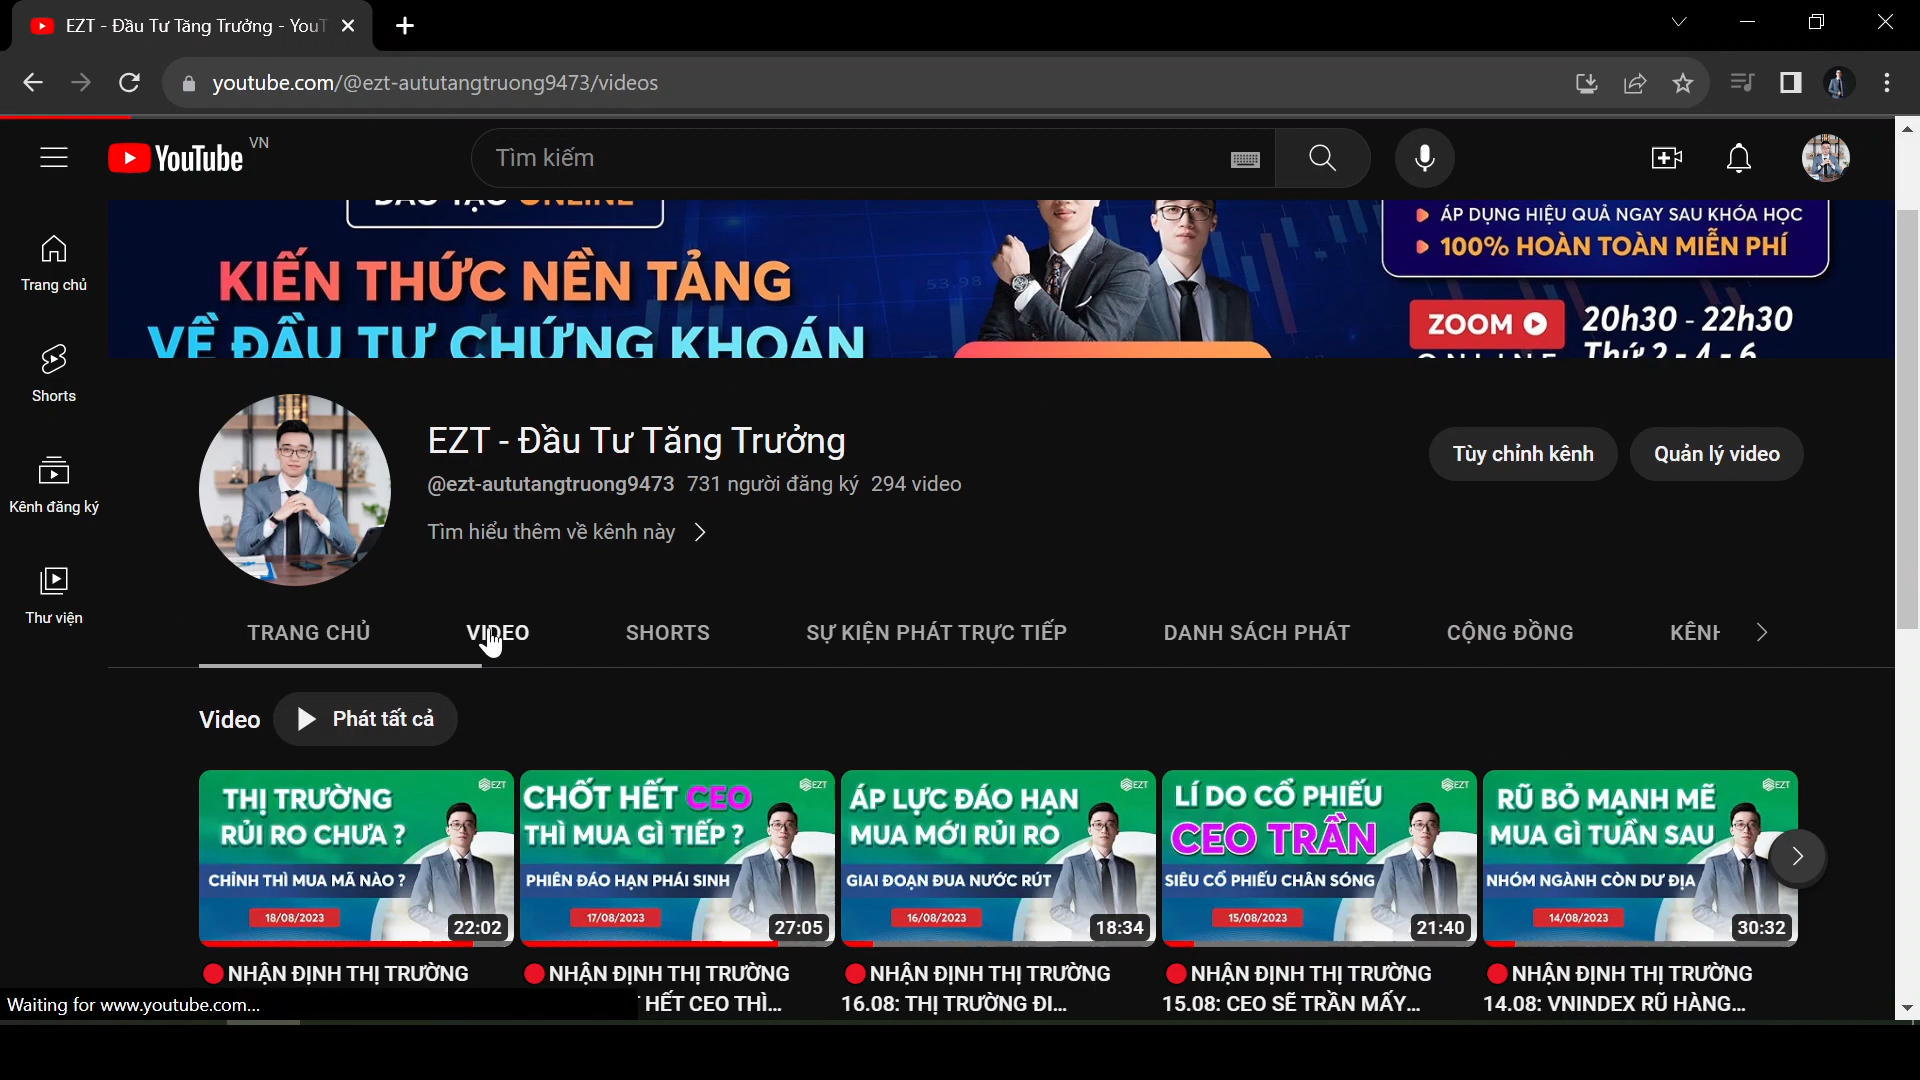 EZT - Đầu Tư Tăng Trưởng - YouT
youtube.com/@ezt-aututangtruong9473/videos
YouTube VN
Tìm kiếm
Trang chủ
Shorts
Kênh đăng ký
Thư viện
KIẾN THỨC NỀN TẢNG
VỀ ĐẦU TƯ CHỨNG KHOÁN
ÁP DỤNG HIỆU QUẢ NGAY SAU KHÓA HỌC
100% HOÀN TOÀN MIỄN PHÍ
ZOOM
20h30 - 22h30
Thứ 2 - 4 - 6
EZT - Đầu Tư Tăng Trưởng
@ezt-aututangtruong9473 731 người đăng ký 294 video
Tìm hiểu thêm về kênh này
Tùy chỉnh kênh
Quản lý video
TRANG CHỦ
VIDEO
SHORTS
SỰ KIỆN PHÁT TRỰC TIẾP
DANH SÁCH PHÁT
CỘNG ĐỒNG
KÊNH
Video
Phát tất cả
EZT
THỊ TRƯỜNG
RỦI RO CHƯA ?
CHỈNH THÌ MUA MÃ NÀO ?
18/08/2023
22:02
NHẬN ĐỊNH THỊ TRƯỜNG
EZT
CHỐT HẾT CEO
THÌ MUA GÌ TIẾP ?
PHIÊN ĐÁO HẠN PHÁI SINH
17/08/2023
27:05
NHẬN ĐỊNH THỊ TRƯỜNG
HẾT CEO THÌ...
EZT
ÁP LỰC ĐÁO HẠN
MUA MỚI RỦI RO
GIAI ĐOẠN ĐUA NƯỚC RÚT
16/08/2023
18:34
NHẬN ĐỊNH THỊ TRƯỜNG
16.08: THỊ TRƯỜNG ĐI...
EZT
LÍ DO CỔ PHIẾU
CEO TRẦN
SIÊU CỔ PHIẾU CHÂN SÓNG
15/08/2023
21:40
NHẬN ĐỊNH THỊ TRƯỜNG
15.08: CEO SẼ TRẦN MẤY...
EZT
RŨ BỎ MẠNH MẼ
MUA GÌ TUẦN SAU
NHÓM NGÀNH CÒN DƯ ĐỊA
14/08/2023
30:32
NHẬN ĐỊNH THỊ TRƯỜNG
14.08: VNINDEX RŨ HÀNG...
Waiting for www.youtube.com...